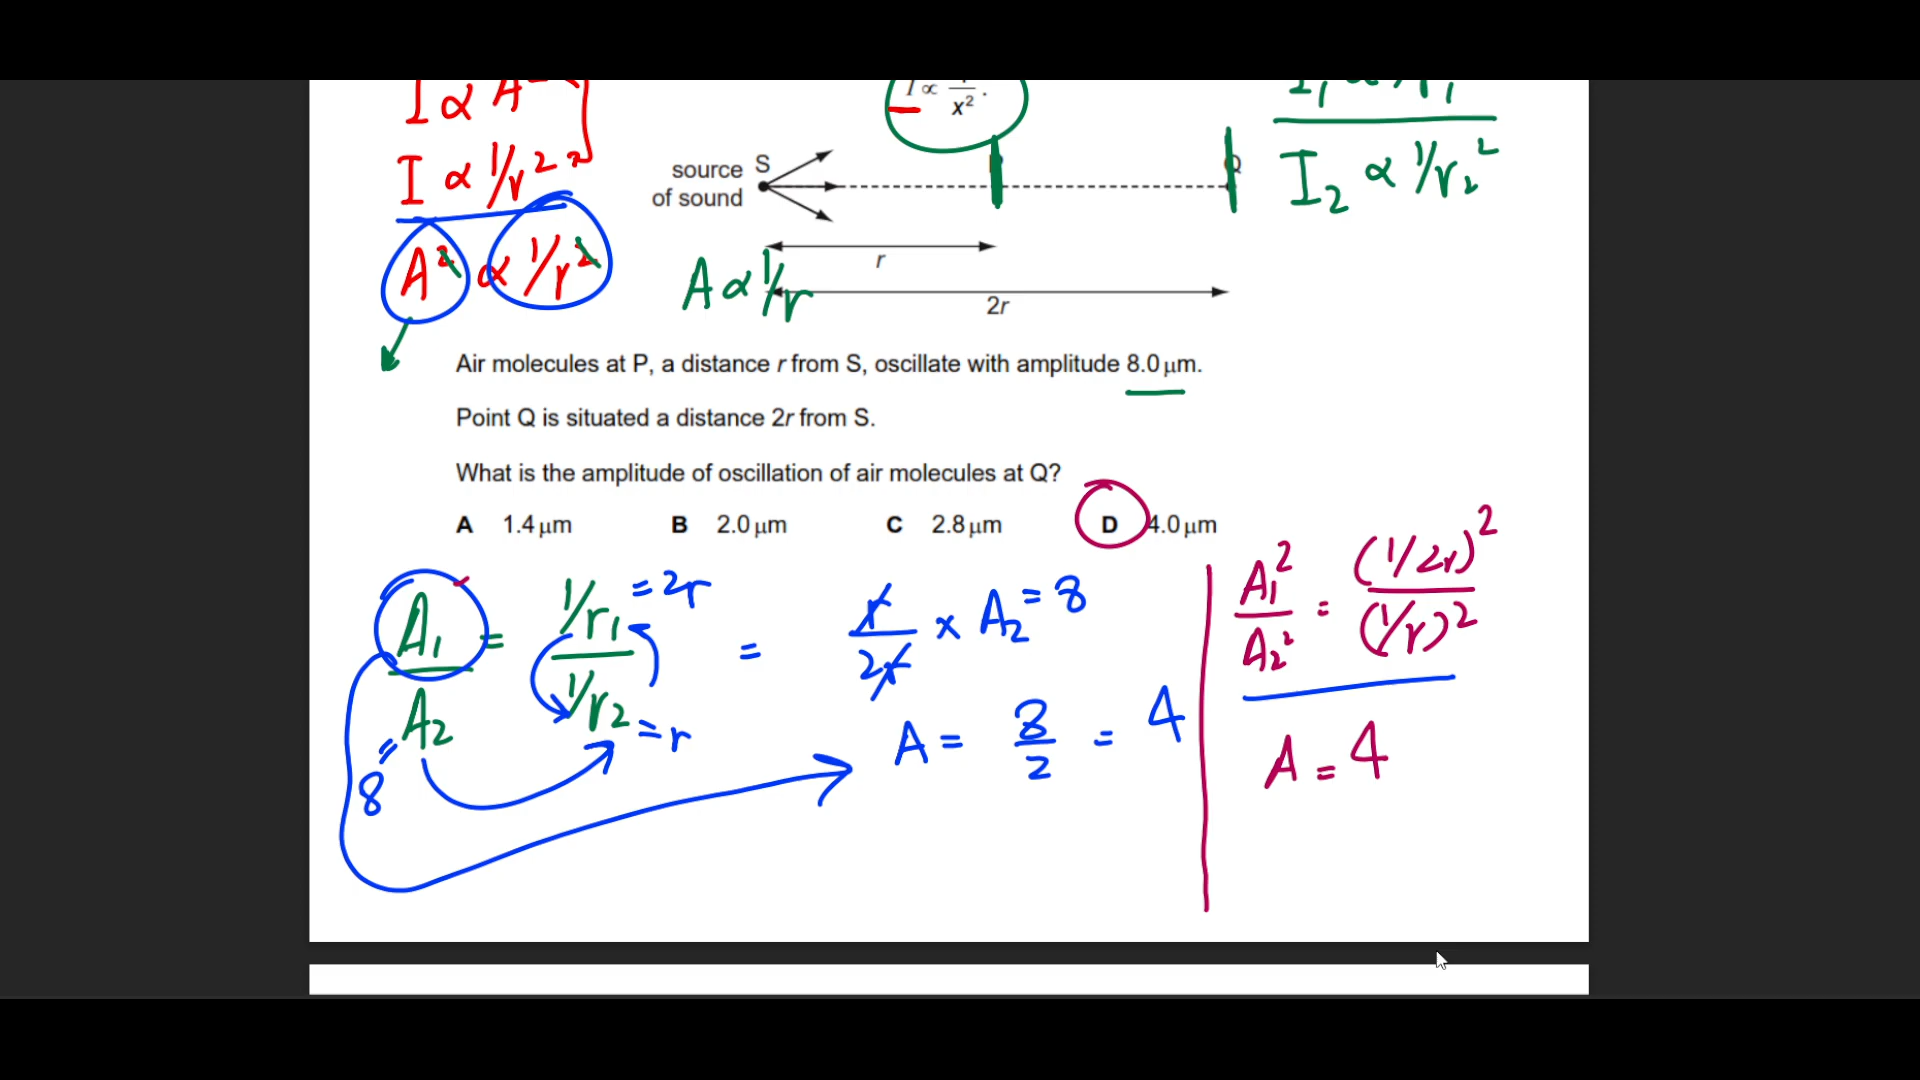 I ∝ A²
I ∝ 1/r²
A² ∝ 1/r²
I ∝ 1/x².
source S
of sound
Q
r
2r
A ∝ 1/r
I₂ ∝ 1/r₂²
Air molecules at P, a distance r from S, oscillate with amplitude 8.0 μm.
Point Q is situated a distance 2r from S.
What is the amplitude of oscillation of air molecules at Q?
A 1.4 μm B 2.0 μm C 2.8 μm D 4.0 μm
A₁/A₂ = (1/r₁)/(1/r₂) = r/2r × A₂ = 8
= 2r
= r
= 8
A = 8/2 = 4
A₁²/A₂² = (1/2r)²/(1/r)²
A = 4